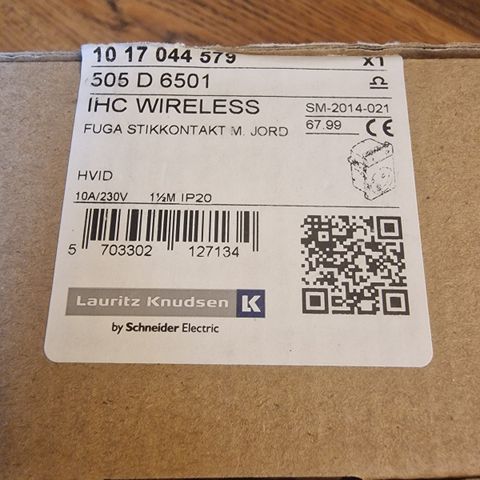 10 17 044 579 X1
505 D 6501
IHC WIRELESS SM-2014-021
FUGA STIKKONTAKT M. JORD 67.99 CE
HVID
10A/230V 1½M IP20
5 703302 127134
Lauritz Knudsen LK
by Schneider Electric